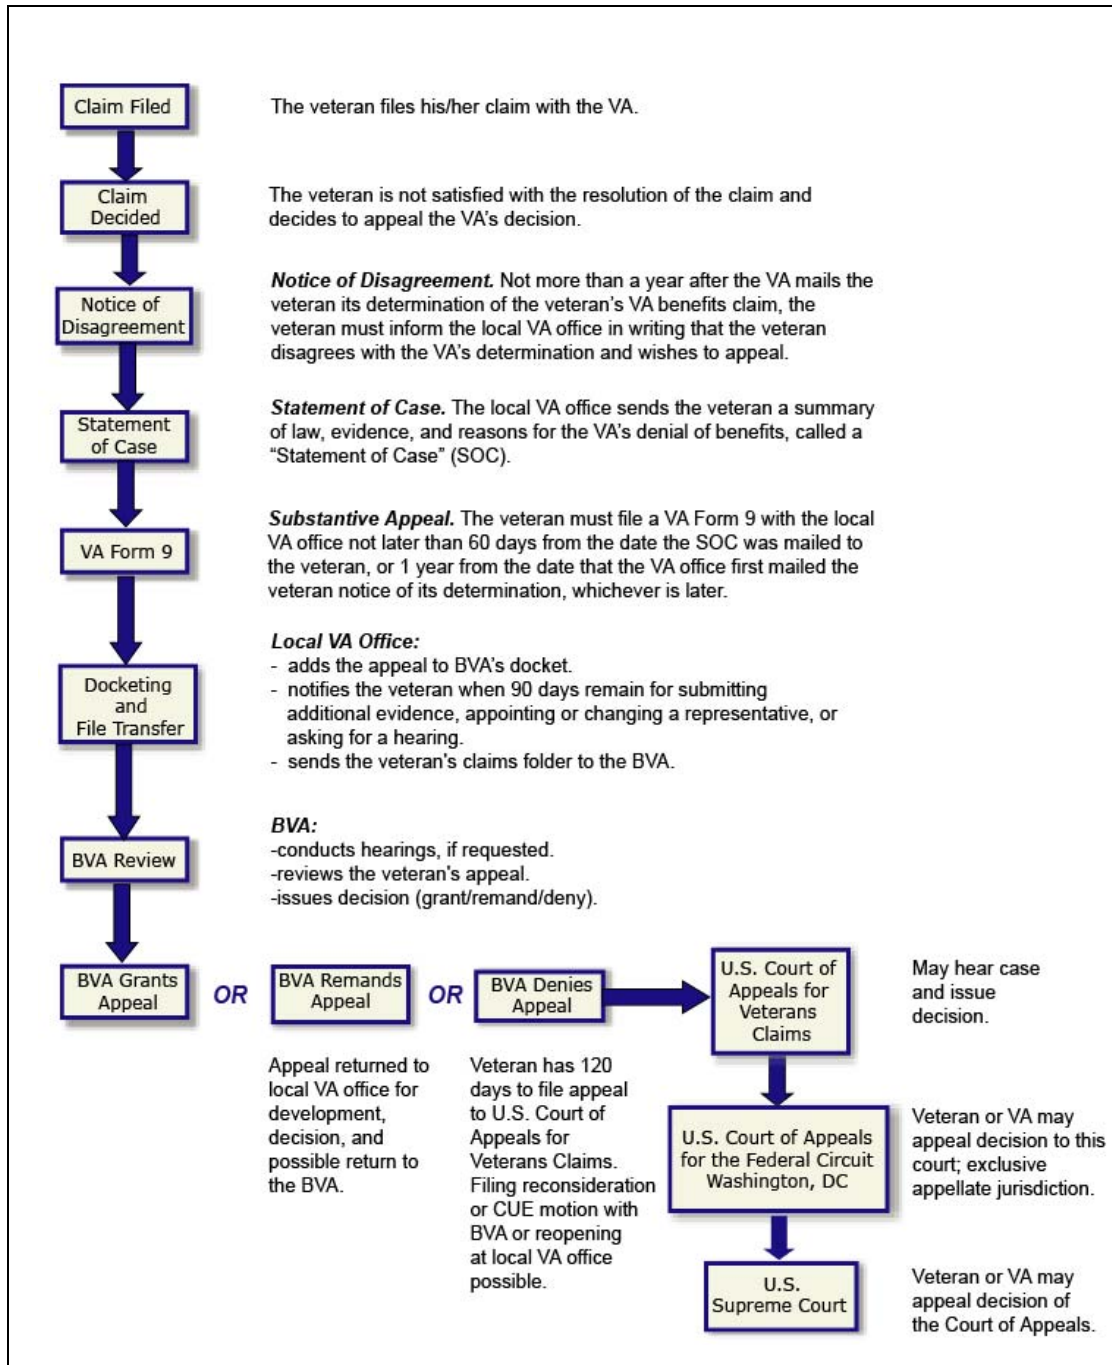 Claim Filed
The veteran files his/her claim with the VA.
Claim
Decided
The veteran is not satisfied with the resolution of the claim and
decides to appeal the VA's decision.
Notice of
Disagreement
Notice of Disagreement. Not more than a year after the VA mails the
veteran its determination of the veteran's VA benefits claim, the
veteran must inform the local VA office in writing that the veteran
disagrees with the VA's determination and wishes to appeal.
Statement
of Case
Statement of Case. The local VA office sends the veteran a summary
of law, evidence, and reasons for the VA's denial of benefits, called a
“Statement of Case” (SOC).
VA Form 9
Substantive Appeal. The veteran must file a VA Form 9 with the local
VA office not later than 60 days from the date the SOC was mailed to
the veteran, or 1 year from the date that the VA office first mailed the
veteran notice of its determination, whichever is later.
Docketing
and
File Transfer
Local VA Office:
- adds the appeal to BVA's docket.
- notifies the veteran when 90 days remain for submitting
additional evidence, appointing or changing a representative, or
asking for a hearing.
- sends the veteran's claims folder to the BVA.
BVA Review
BVA:
-conducts hearings, if requested.
-reviews the veteran's appeal.
-issues decision (grant/remand/deny).
BVA Grants
Appeal
OR
BVA Remands
Appeal
OR
BVA Denies
Appeal
U.S. Court of
Appeals for
Veterans
Claims
May hear case
and issue
decision.
Appeal returned to
local VA office for
development,
decision, and
possible return to
the BVA.
Veteran has 120
days to file appeal
to U.S. Court of
Appeals for
Veterans Claims.
Filing reconsideration
or CUE motion with
BVA or reopening
at local VA office
possible.
U.S. Court of Appeals
for the Federal Circuit
Washington, DC
Veteran or VA may
appeal decision to this
court; exclusive
appellate jurisdiction.
U.S.
Supreme Court
Veteran or VA may
appeal decision of
the Court of Appeals.